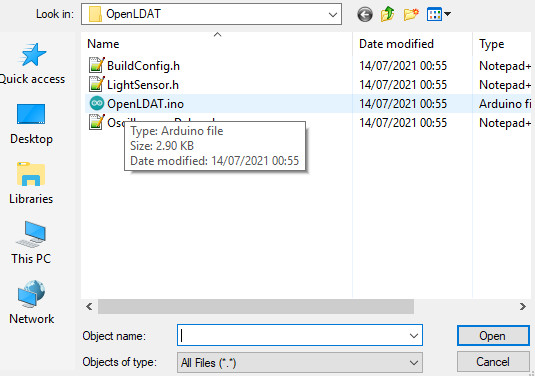 Look in: OpenLDAT
Name Date modified Type
Quick access
Desktop
Libraries
This PC
Network
BuildConfig.h 14/07/2021 00:55 Notepad+
LightSensor.h 14/07/2021 00:55 Notepad+
OpenLDAT.ino 14/07/2021 00:55 Arduino fi
14/07/2021 00:55 Notepad+
Type: Arduino file
Size: 2.90 KB
Date modified: 14/07/2021 00:55
Object name: Open
Objects of type: All Files (*.*) Cancel